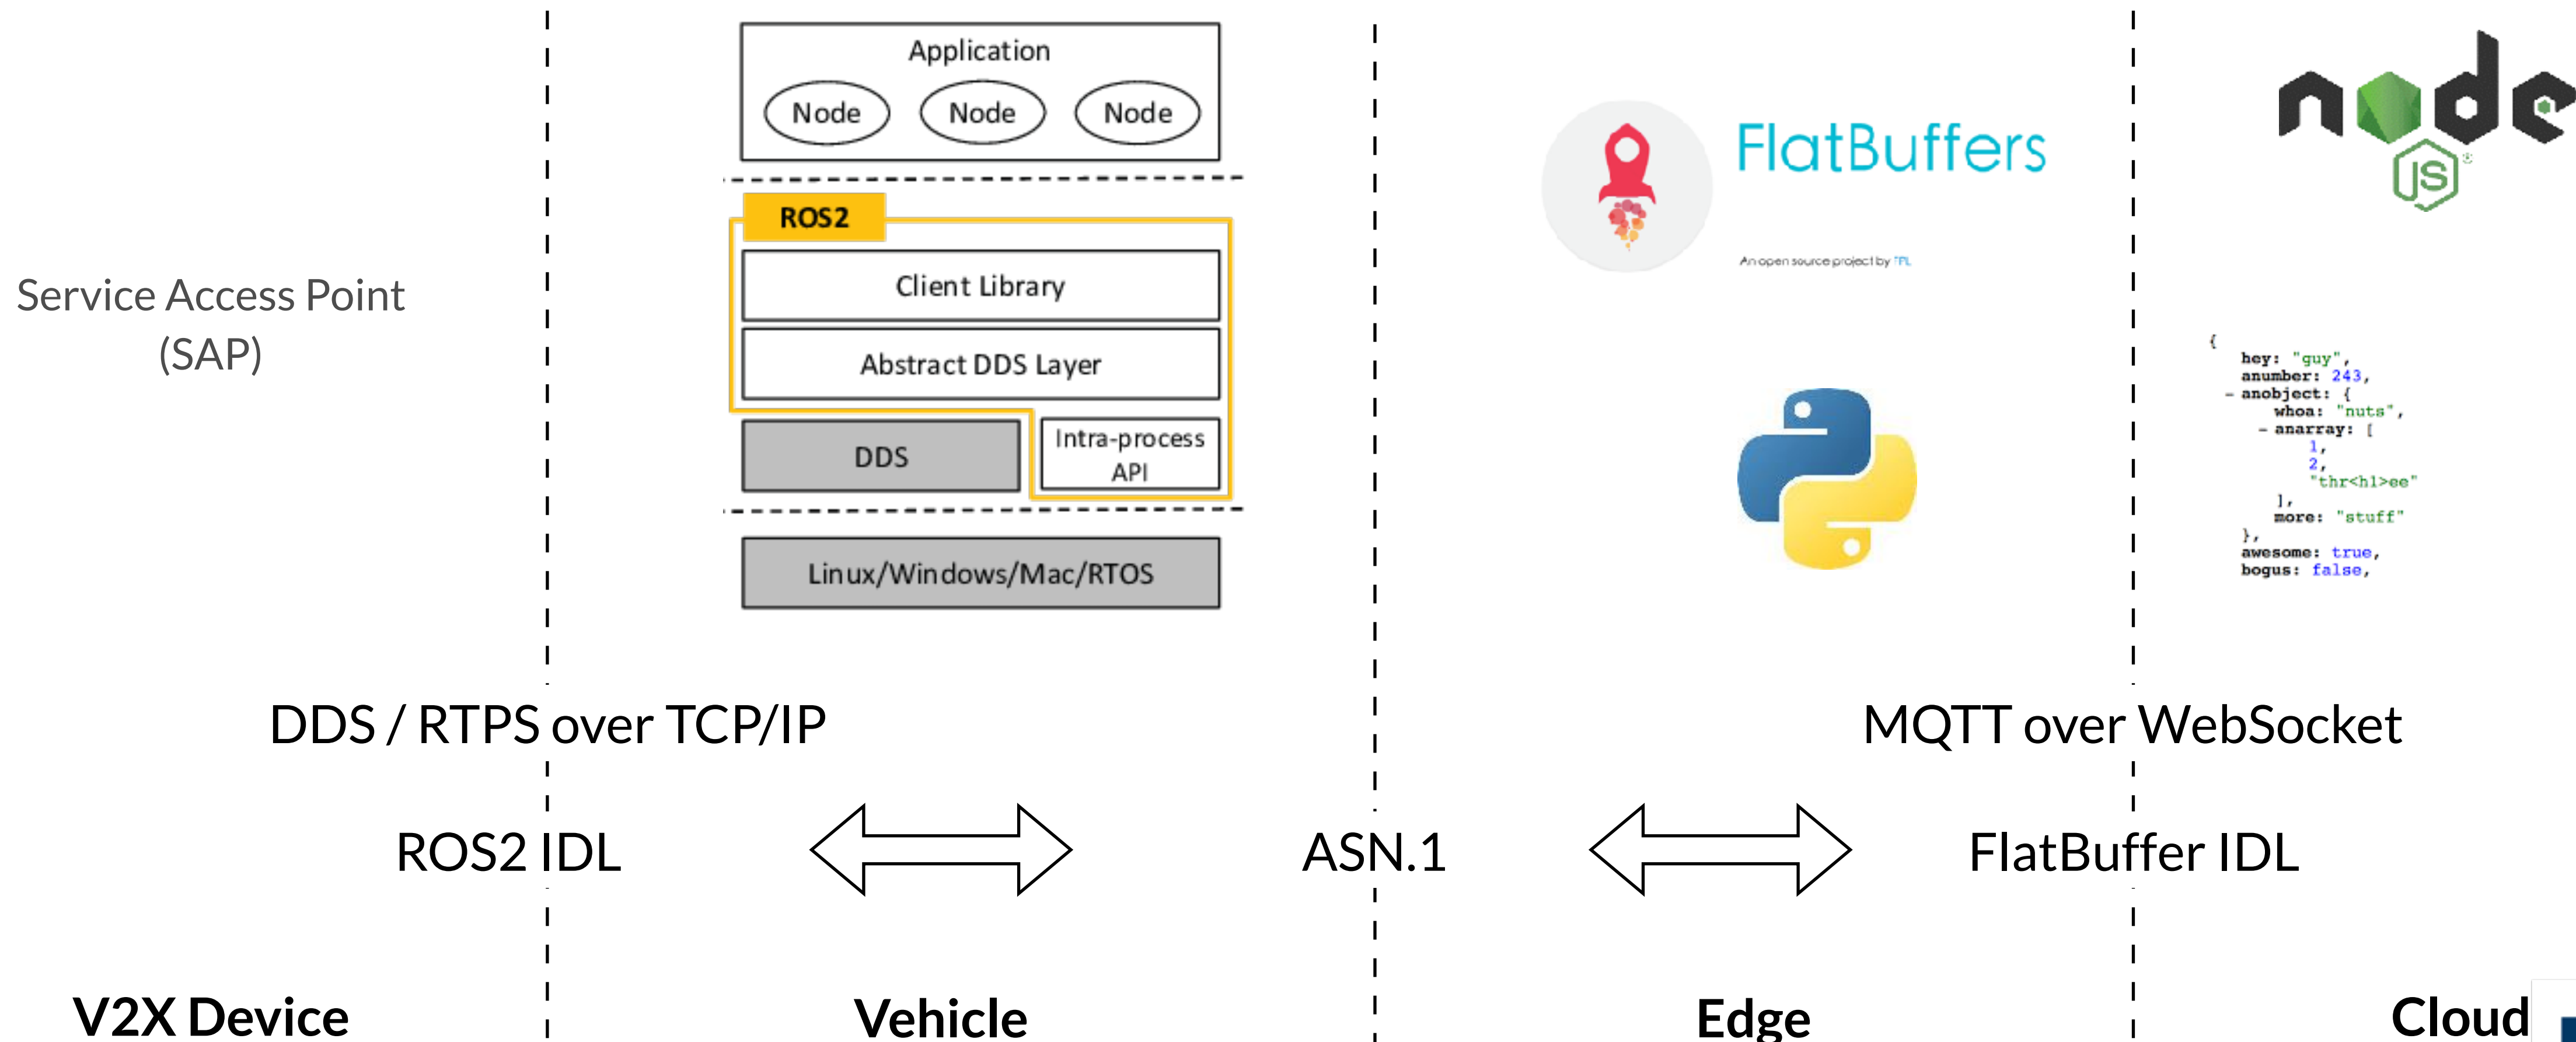 Service Access Point
(SAP)
Application
Node Node Node
ROS2
Client Library
Abstract DDS Layer
DDS
Intra-process
API
Linux/Windows/Mac/RTOS
FlatBuffers
An open source project by TPL
node
JS
{
hey: "guy",
anumber: 243,
- anobject: {
whoa: "nuts",
- anarray: [
1,
2,
"thr<h1>ee"
],
more: "stuff"
},
awesome: true,
bogus: false,
DDS / RTPS over TCP/IP
MQTT over WebSocket
ROS2 IDL
ASN.1
FlatBuffer IDL
V2X Device
Vehicle
Edge
Cloud